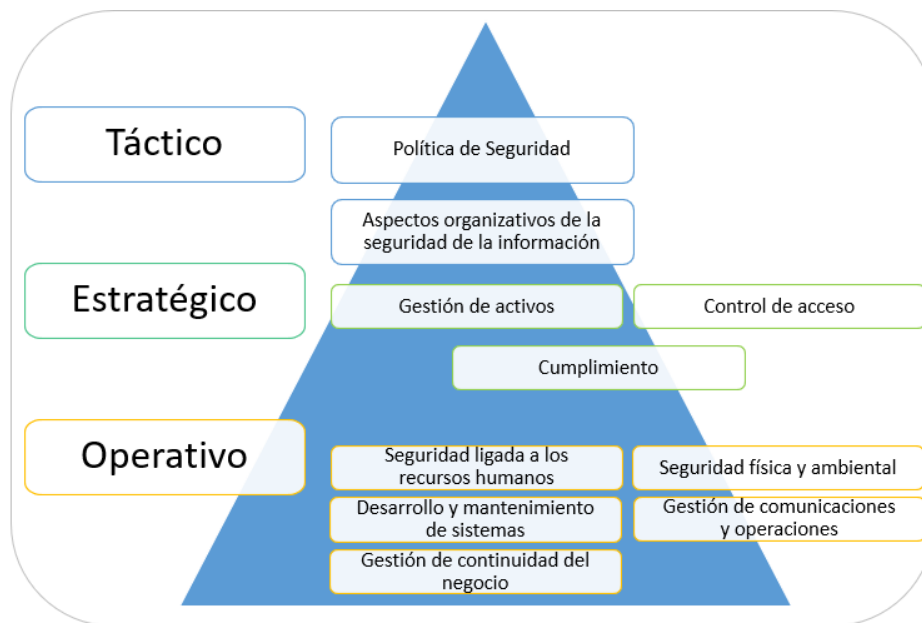 Táctico
Política de Seguridad
Aspectos organizativos de la
seguridad de la información
Estratégico
Gestión de activos
Control de acceso
Cumplimiento
Operativo
Seguridad ligada a los
recursos humanos
Seguridad física y ambiental
Desarrollo y mantenimiento
de sistemas
Gestión de comunicaciones
y operaciones
Gestión de continuidad del
negocio